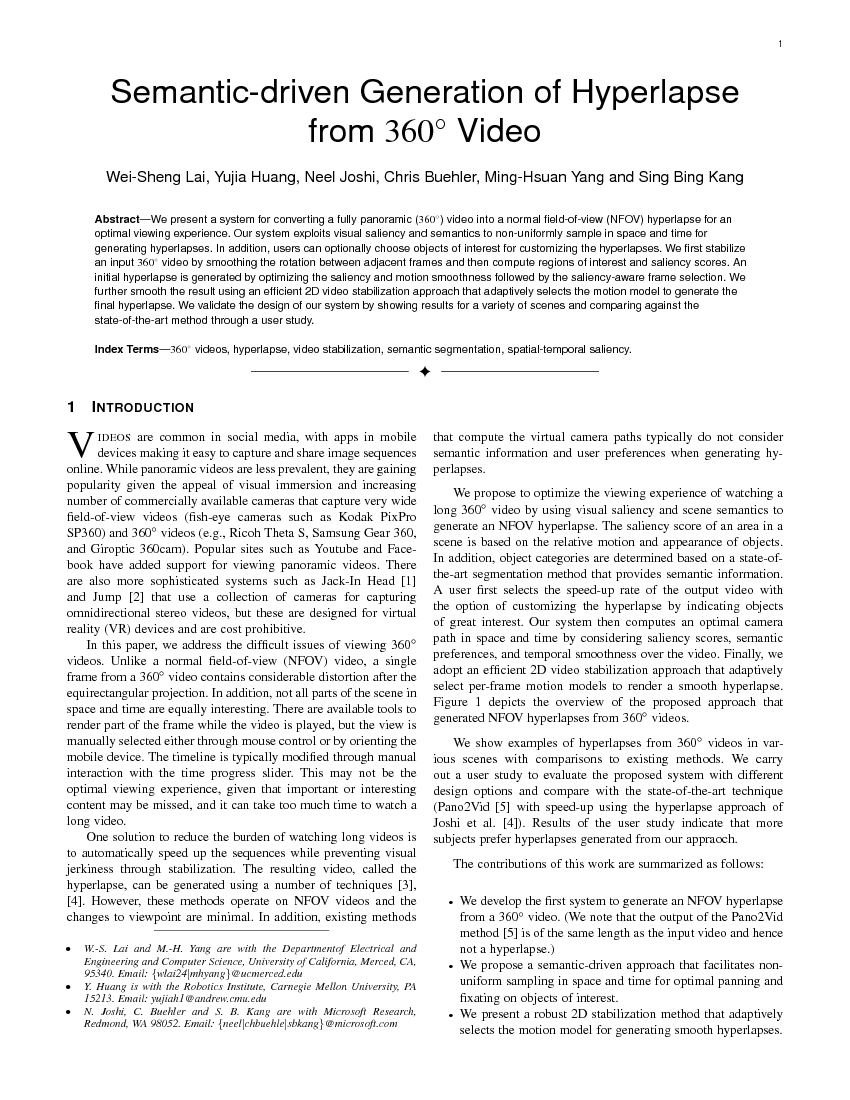 1
Semantic-driven Generation of Hyperlapse
from 360° Video
Wei-Sheng Lai, Yujia Huang, Neel Joshi, Chris Buehler, Ming-Hsuan Yang and Sing Bing Kang
Abstract—We present a system for converting a fully panoramic (360°) video into a normal field-of-view (NFOV) hyperlapse for an
optimal viewing experience. Our system exploits visual saliency and semantics to non-uniformly sample in space and time for
generating hyperlapses. In addition, users can optionally choose objects of interest for customizing the hyperlapses. We first stabilize
an input 360° video by smoothing the rotation between adjacent frames and then compute regions of interest and saliency scores. An
initial hyperlapse is generated by optimizing the saliency and motion smoothness followed by the saliency-aware frame selection. We
further smooth the result using an efficient 2D video stabilization approach that adaptively selects the motion model to generate the
final hyperlapse. We validate the design of our system by showing results for a variety of scenes and comparing against the
state-of-the-art method through a user study.
Index Terms—360° videos, hyperlapse, video stabilization, semantic segmentation, spatial-temporal saliency.
1 INTRODUCTION
VIDEOS are common in social media, with apps in mobile
devices making it easy to capture and share image sequences
online. While panoramic videos are less prevalent, they are gaining
popularity given the appeal of visual immersion and increasing
number of commercially available cameras that capture very wide
field-of-view videos (fish-eye cameras such as Kodak PixPro
SP360) and 360° videos (e.g., Ricoh Theta S, Samsung Gear 360,
and Giroptic 360cam). Popular sites such as Youtube and Face-
book have added support for viewing panoramic videos. There
are also more sophisticated systems such as Jack-In Head [1]
and Jump [2] that use a collection of cameras for capturing
omnidirectional stereo videos, but these are designed for virtual
reality (VR) devices and are cost prohibitive.
In this paper, we address the difficult issues of viewing 360°
videos. Unlike a normal field-of-view (NFOV) video, a single
frame from a 360° video contains considerable distortion after the
equirectangular projection. In addition, not all parts of the scene in
space and time are equally interesting. There are available tools to
render part of the frame while the video is played, but the view is
manually selected either through mouse control or by orienting the
mobile device. The timeline is typically modified through manual
interaction with the time progress slider. This may not be the
optimal viewing experience, given that important or interesting
content may be missed, and it can take too much time to watch a
long video.
One solution to reduce the burden of watching long videos is
to automatically speed up the sequences while preventing visual
jerkiness through stabilization. The resulting video, called the
hyperlapse, can be generated using a number of techniques [3],
[4]. However, these methods operate on NFOV videos and the
changes to viewpoint are minimal. In addition, existing methods
• W.-S. Lai and M.-H. Yang are with the Departmentof Electrical and
Engineering and Computer Science, University of California, Merced, CA,
95340. Email: {wlai24|mhyang}@ucmerced.edu
• Y. Huang is with the Robotics Institute, Carnegie Mellon University, PA
15213. Email: yujiah1@andrew.cmu.edu
• N. Joshi, C. Buehler and S. B. Kang are with Microsoft Research,
Redmond, WA 98052. Email: {neel|chbuehle|sbkang}@microsoft.com
that compute the virtual camera paths typically do not consider
semantic information and user preferences when generating hy-
perlapses.
We propose to optimize the viewing experience of watching a
long 360° video by using visual saliency and scene semantics to
generate an NFOV hyperlapse. The saliency score of an area in a
scene is based on the relative motion and appearance of objects.
In addition, object categories are determined based on a state-of-
the-art segmentation method that provides semantic information.
A user first selects the speed-up rate of the output video with
the option of customizing the hyperlapse by indicating objects
of great interest. Our system then computes an optimal camera
path in space and time by considering saliency scores, semantic
preferences, and temporal smoothness over the video. Finally, we
adopt an efficient 2D video stabilization approach that adaptively
select per-frame motion models to render a smooth hyperlapse.
Figure 1 depicts the overview of the proposed approach that
generated NFOV hyperlapses from 360° videos.
We show examples of hyperlapses from 360° videos in var-
ious scenes with comparisons to existing methods. We carry
out a user study to evaluate the proposed system with different
design options and compare with the state-of-the-art technique
(Pano2Vid [5] with speed-up using the hyperlapse approach of
Joshi et al. [4]). Results of the user study indicate that more
subjects prefer hyperlapses generated from our appraoch.
The contributions of this work are summarized as follows:
• We develop the first system to generate an NFOV hyperlapse
from a 360° video. (We note that the output of the Pano2Vid
method [5] is of the same length as the input video and hence
not a hyperlapse.)
• We propose a semantic-driven approach that facilitates non-
uniform sampling in space and time for optimal panning and
fixating on objects of interest.
• We present a robust 2D stabilization method that adaptively
selects the motion model for generating smooth hyperlapses.